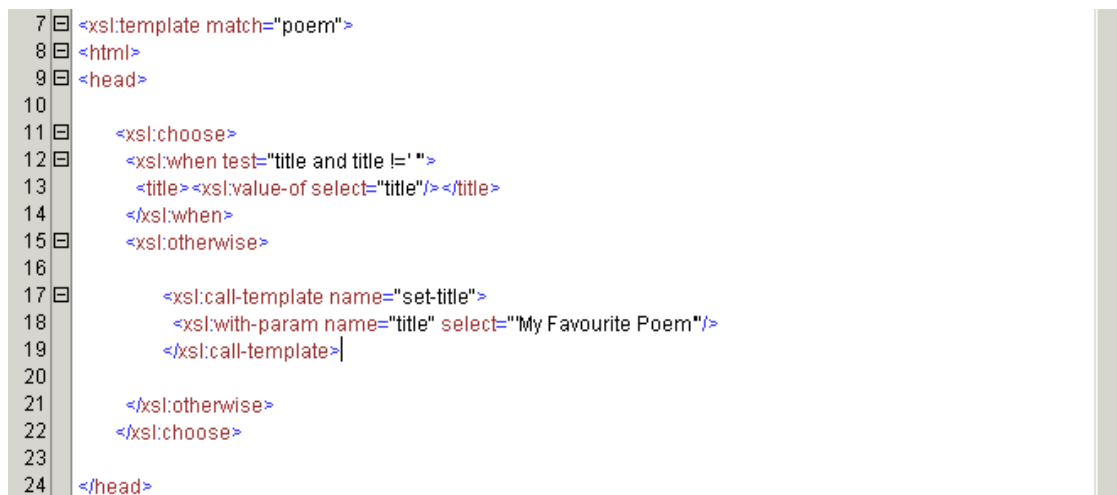 7 <xsl:template match="poem">
8 <html>
9 <head>
10
11 <xsl:choose>
12 <xsl:when test="title and title !=' '">
13 <title><xsl:value-of select="title"/></title>
14 </xsl:when>
15 <xsl:otherwise>
16
17 <xsl:call-template name="set-title">
18 <xsl:with-param name="title" select="'My Favourite Poem'"/>
19 </xsl:call-template>
20
21 </xsl:otherwise>
22 </xsl:choose>
23
24 </head>